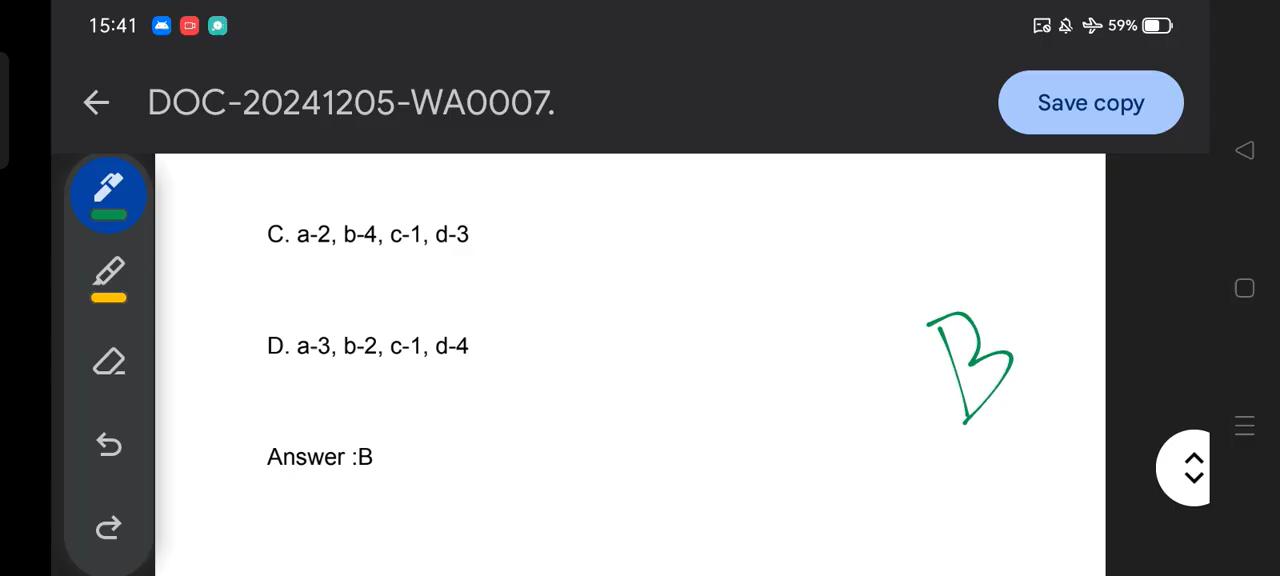 15:41
59%
DOC-20241205-WA0007.
Save copy
C. a-2, b-4, c-1, d-3
D. a-3, b-2, c-1, d-4
B
Answer :B